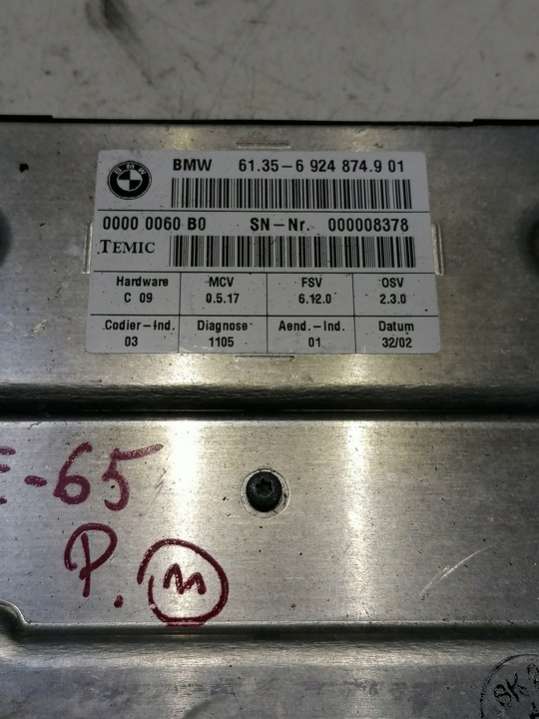 BMW
BMW 61.35-6 924 874.9 01
0000 0060 B0 SN-Nr. 000008378
TEMIC
Hardware MCV FSV OSV
C 09 0.5.17 6.12.0 2.3.0
Codier-Ind. Diagnose Aend.-Ind. Datum
03 1105 01 32/02
E-65
P. M
SK